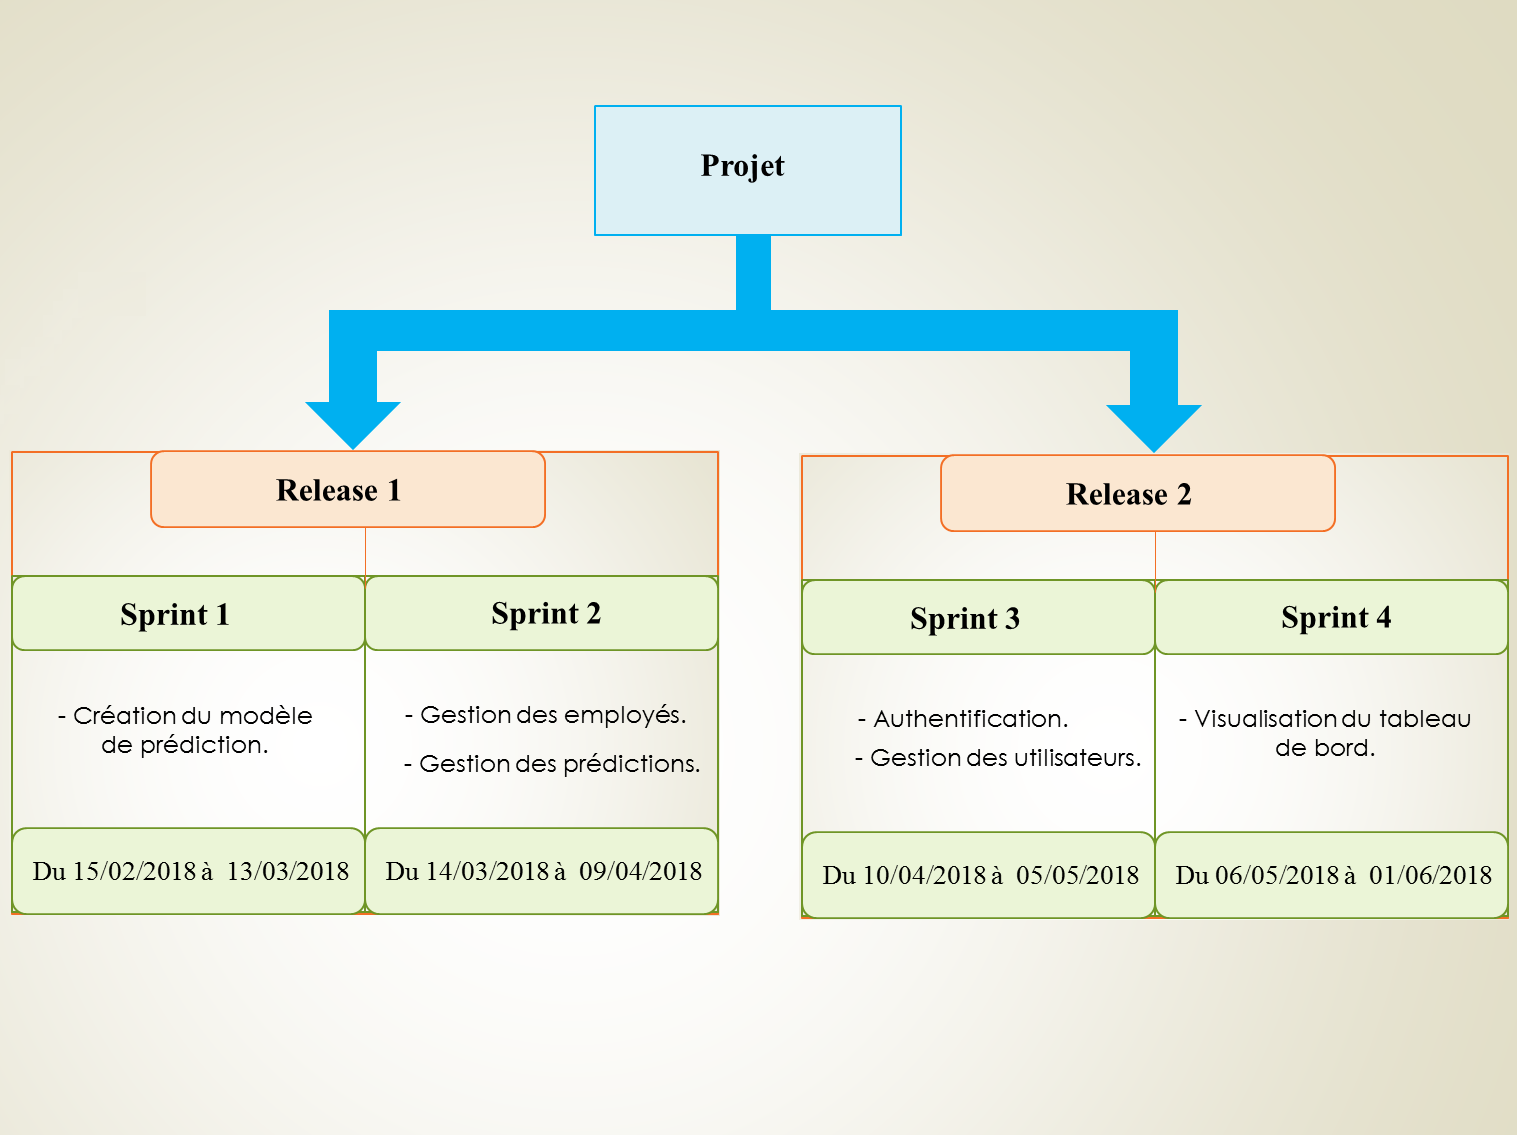 Projet
Release 1
Sprint 1
Sprint 2
- Création du modèle
de prédiction.
- Gestion des employés.
- Gestion des prédictions.
Du 15/02/2018 à 13/03/2018
Du 14/03/2018 à 09/04/2018
Release 2
Sprint 3
Sprint 4
- Authentification.
- Gestion des utilisateurs.
- Visualisation du tableau
de bord.
Du 10/04/2018 à 05/05/2018
Du 06/05/2018 à 01/06/2018